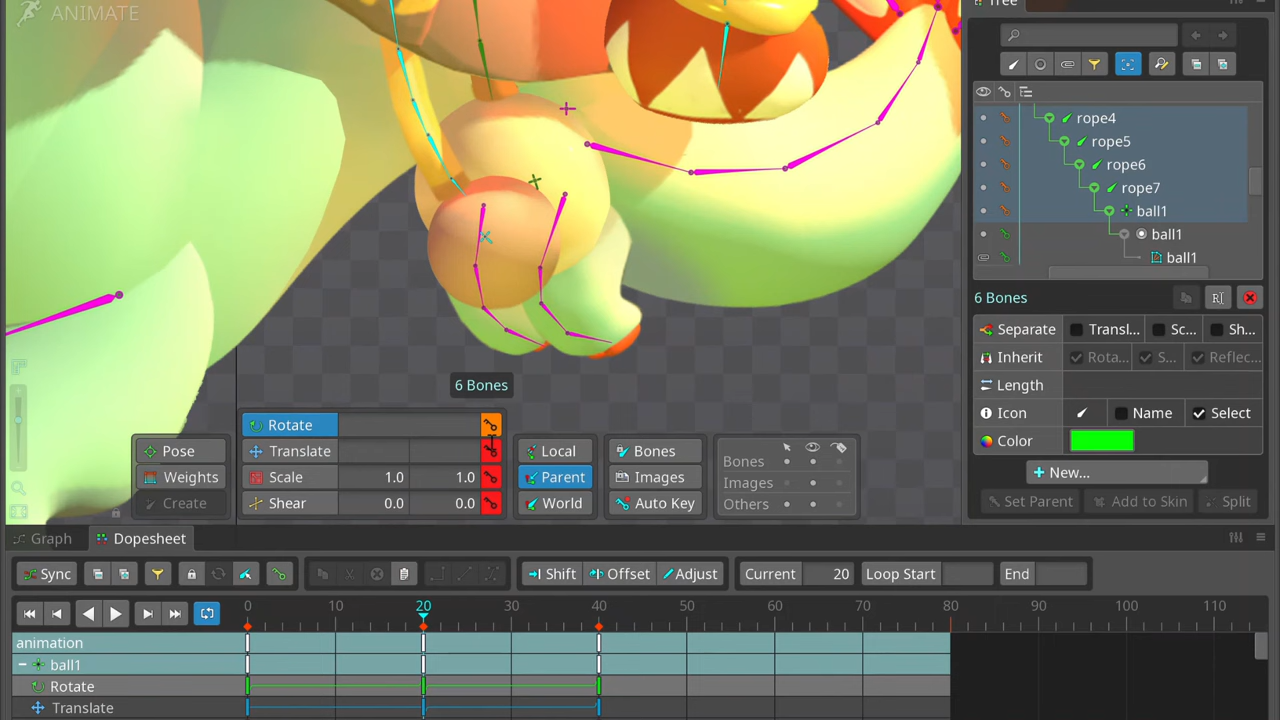 ANIMATE
Tree
rope4
rope5
rope6
rope7
ball1
ball1
ball1
6 Bones
Separate Transl... Sc... Sh...
Inherit Rota... S... Reflec...
Length
Icon Name Select
Color
New...
Set Parent Add to Skin Split
6 Bones
Pose
Weights
Create
Rotate
Translate
Scale 1.0 1.0
Shear 0.0 0.0
Local
Parent
World
Bones
Images
Auto Key
Bones
Images
Others
Graph Dopesheet
Sync Shift Offset Adjust Current 20 Loop Start End
0 10 20 30 40 50 60 70 80 90 100 110
animation
ball1
Rotate
Translate